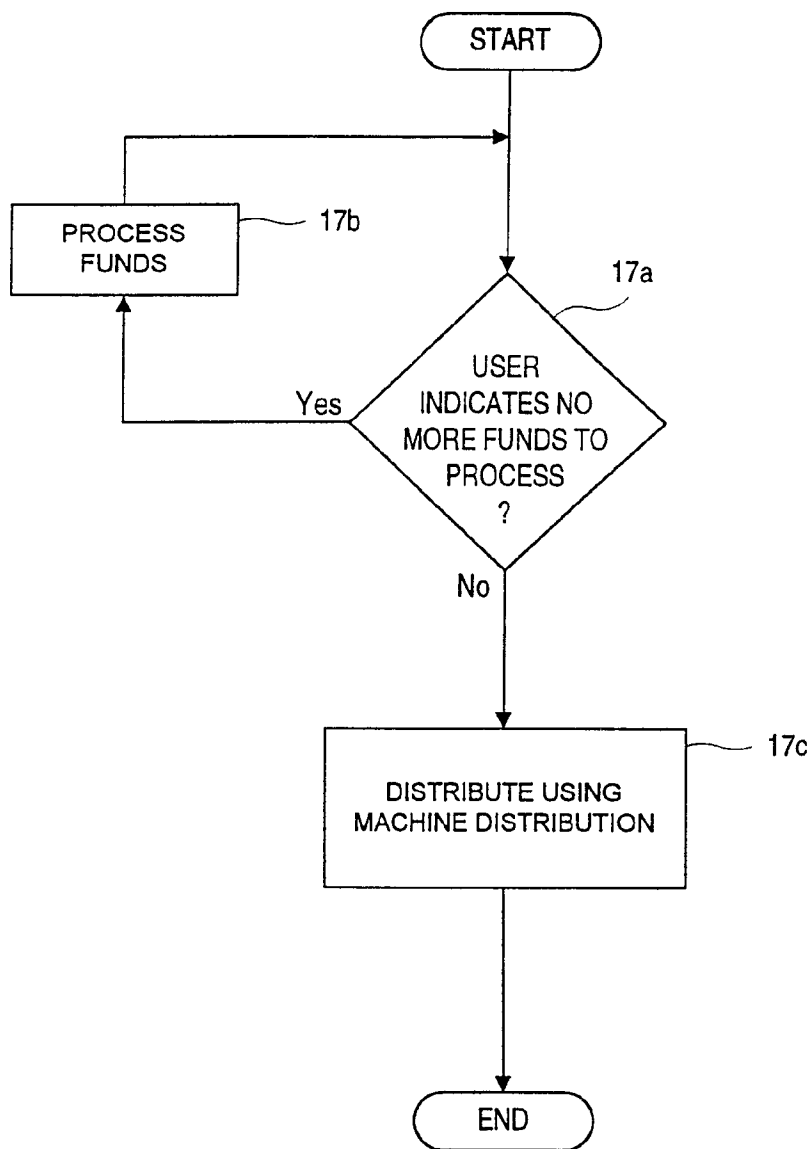 START
PROCESS
FUNDS
17b
17a
USER
INDICATES NO
MORE FUNDS TO
PROCESS
?
Yes
No
DISTRIBUTE USING
MACHINE DISTRIBUTION
17c
END